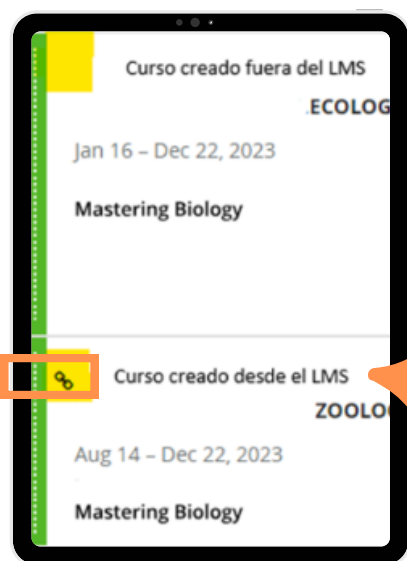 Curso creado fuera del LMS
.ECOLOG
Jan 16 – Dec 22, 2023
Mastering Biology
Curso creado desde el LMS
ZOOLO
Aug 14 – Dec 22, 2023
Mastering Biology